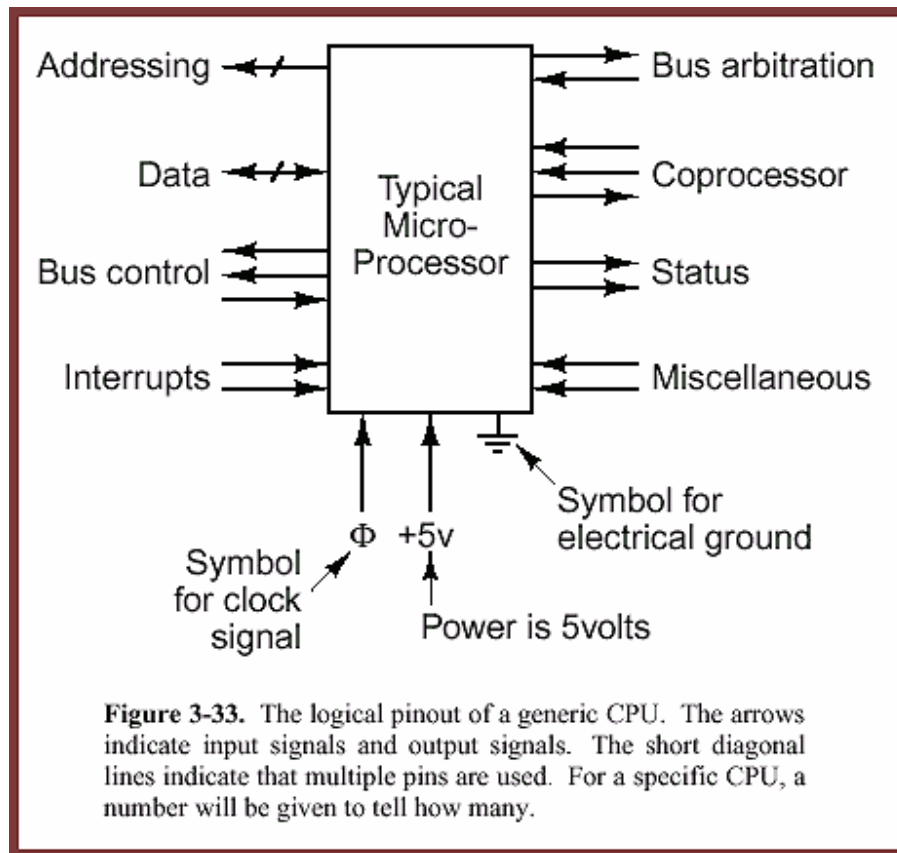 Addressing
Bus arbitration
Data
Coprocessor
Typical
Micro-
Processor
Bus control
Status
Interrupts
Miscellaneous
Φ +5v
Symbol for
electrical ground
Symbol
for clock
signal
Power is 5volts
Figure 3-33. The logical pinout of a generic CPU. The arrows
indicate input signals and output signals. The short diagonal
lines indicate that multiple pins are used. For a specific CPU, a
number will be given to tell how many.